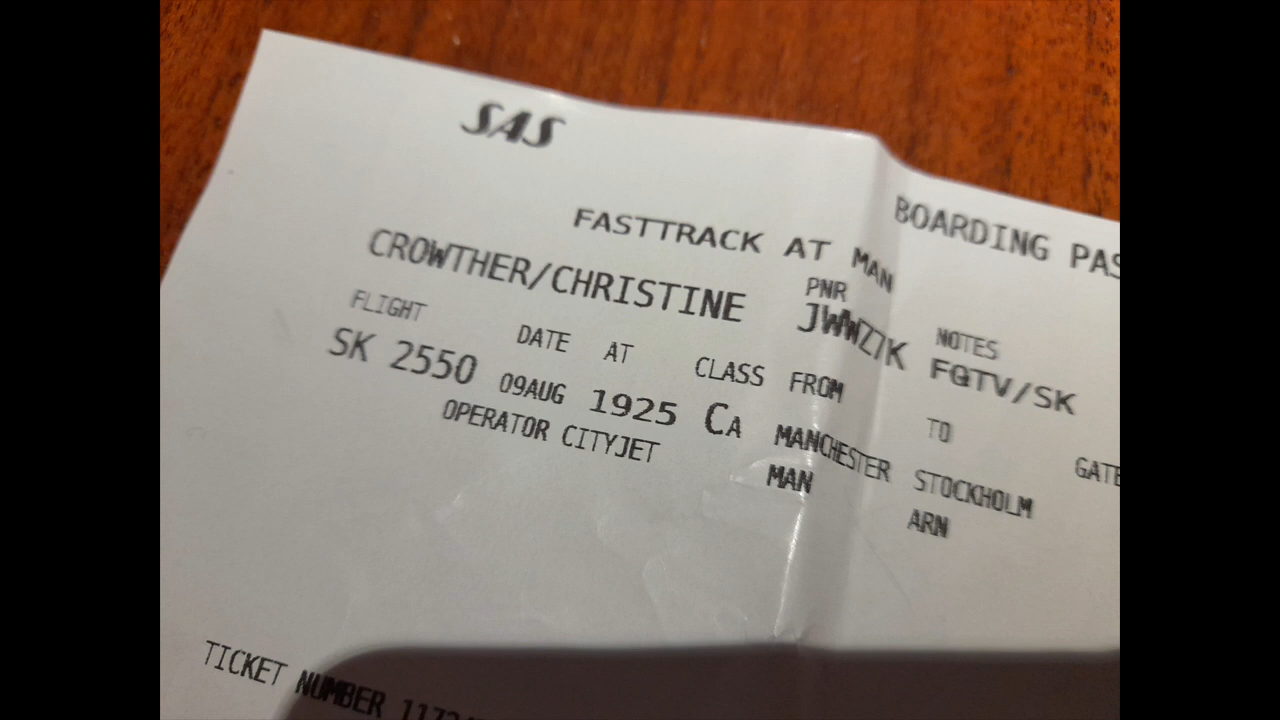 SAS
BOARDING PAS
FASTTRACK AT MAN
CROWTHER/CHRISTINE
PNR
JWWZ7K
NOTES
FQTV/SK
FLIGHT DATE AT CLASS FROM TO GATE
SK 2550 09AUG 1925 CA MANCHESTER STOCKHOLM
OPERATOR CITYJET MAN ARN
TICKET NUMBER